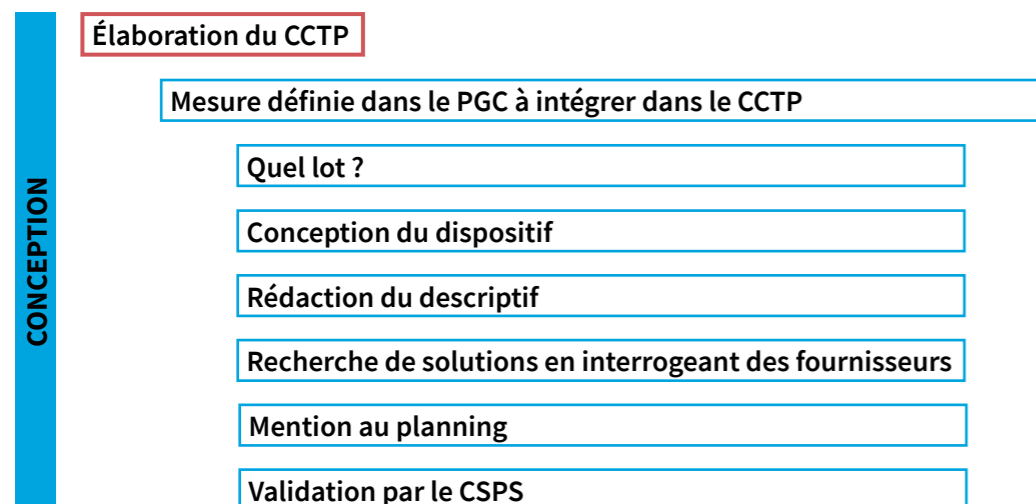 Élaboration du CCTP
Mesure définie dans le PGC à intégrer dans le CCTP
CONCEPTION
Quel lot ?
Conception du dispositif
Rédaction du descriptif
Recherche de solutions en interrogeant des fournisseurs
Mention au planning
Validation par le CSPS